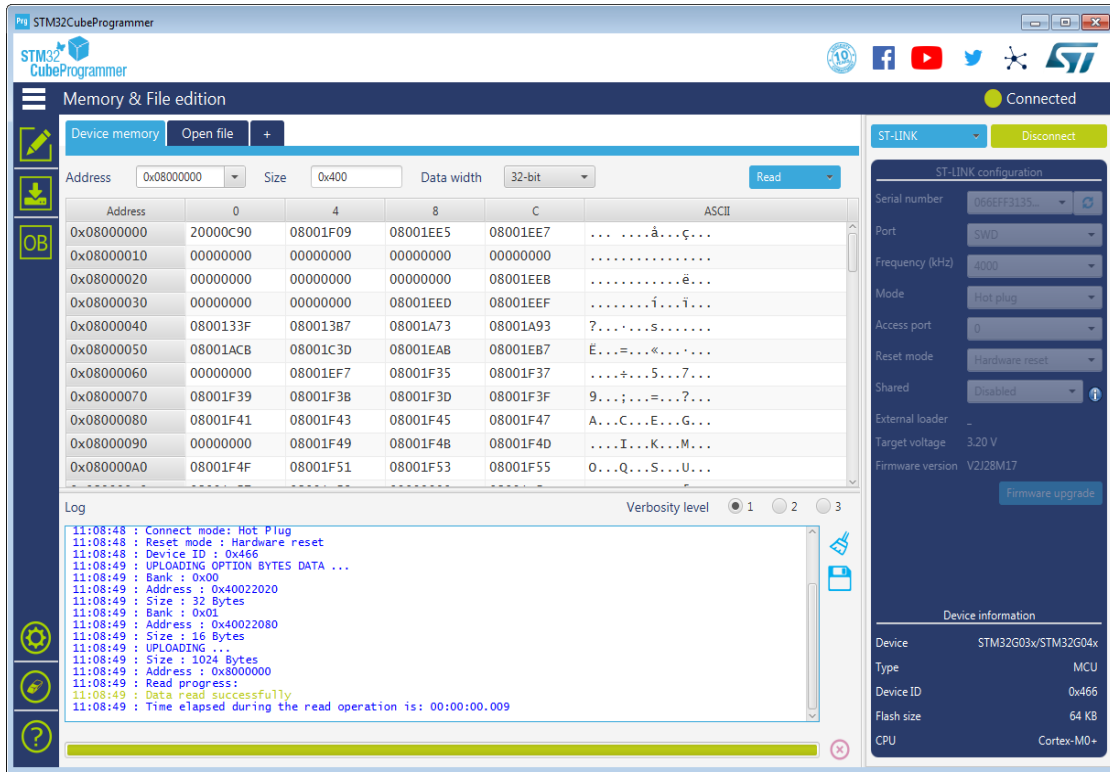 Prg STM32CubeProgrammer
STM32
CubeProgrammer
10
Memory & File edition
Connected
Device memory Open file +
ST-LINK Disconnect
Address 0x08000000 Size 0x400 Data width 32-bit Read
ST-LINK configuration
Address 0 4 8 C ASCII
0x08000000 20000C90 08001F09 08001EE5 08001EE7 ... ....å...ç...
0x08000010 00000000 00000000 00000000 00000000 ................
0x08000020 00000000 00000000 00000000 08001EEB ............ë...
0x08000030 00000000 00000000 08001EED 08001EEF ........í...ï...
0x08000040 0800133F 080013B7 08001A73 08001A93 ?...·...s.......
0x08000050 08001ACB 08001C3D 08001EAB 08001EB7 Ë...=...«...·...
0x08000060 00000000 08001EF7 08001F35 08001F37 ....÷...5...7...
0x08000070 08001F39 08001F3B 08001F3D 08001F3F 9...;...=...?...
0x08000080 08001F41 08001F43 08001F45 08001F47 A...C...E...G...
0x08000090 00000000 08001F49 08001F4B 08001F4D ....I...K...M...
0x080000A0 08001F4F 08001F51 08001F53 08001F55 O...Q...S...U...
OB
Serial number 066EFF3135...
Port SWD
Frequency (kHz) 4000
Mode Hot plug
Access port 0
Reset mode Hardware reset
Shared Disabled
External loader _
Target voltage 3.20 V
Firmware version V2J28M17
Firmware upgrade
Log Verbosity level 1 2 3
11:08:48 : Connect mode: Hot Plug
11:08:48 : Reset mode : Hardware reset
11:08:48 : Device ID : 0x466
11:08:49 : UPLOADING OPTION BYTES DATA ...
11:08:49 : Bank : 0x00
11:08:49 : Address : 0x40022020
11:08:49 : Size : 32 Bytes
11:08:49 : Bank : 0x01
11:08:49 : Address : 0x40022080
11:08:49 : Size : 16 Bytes
11:08:49 : UPLOADING ...
11:08:49 : Size : 1024 Bytes
11:08:49 : Address : 0x8000000
11:08:49 : Read progress:
11:08:49 : Data read successfully
11:08:49 : Time elapsed during the read operation is: 00:00:00.009
Device information
Device STM32G03x/STM32G04x
Type MCU
Device ID 0x466
Flash size 64 KB
CPU Cortex-M0+